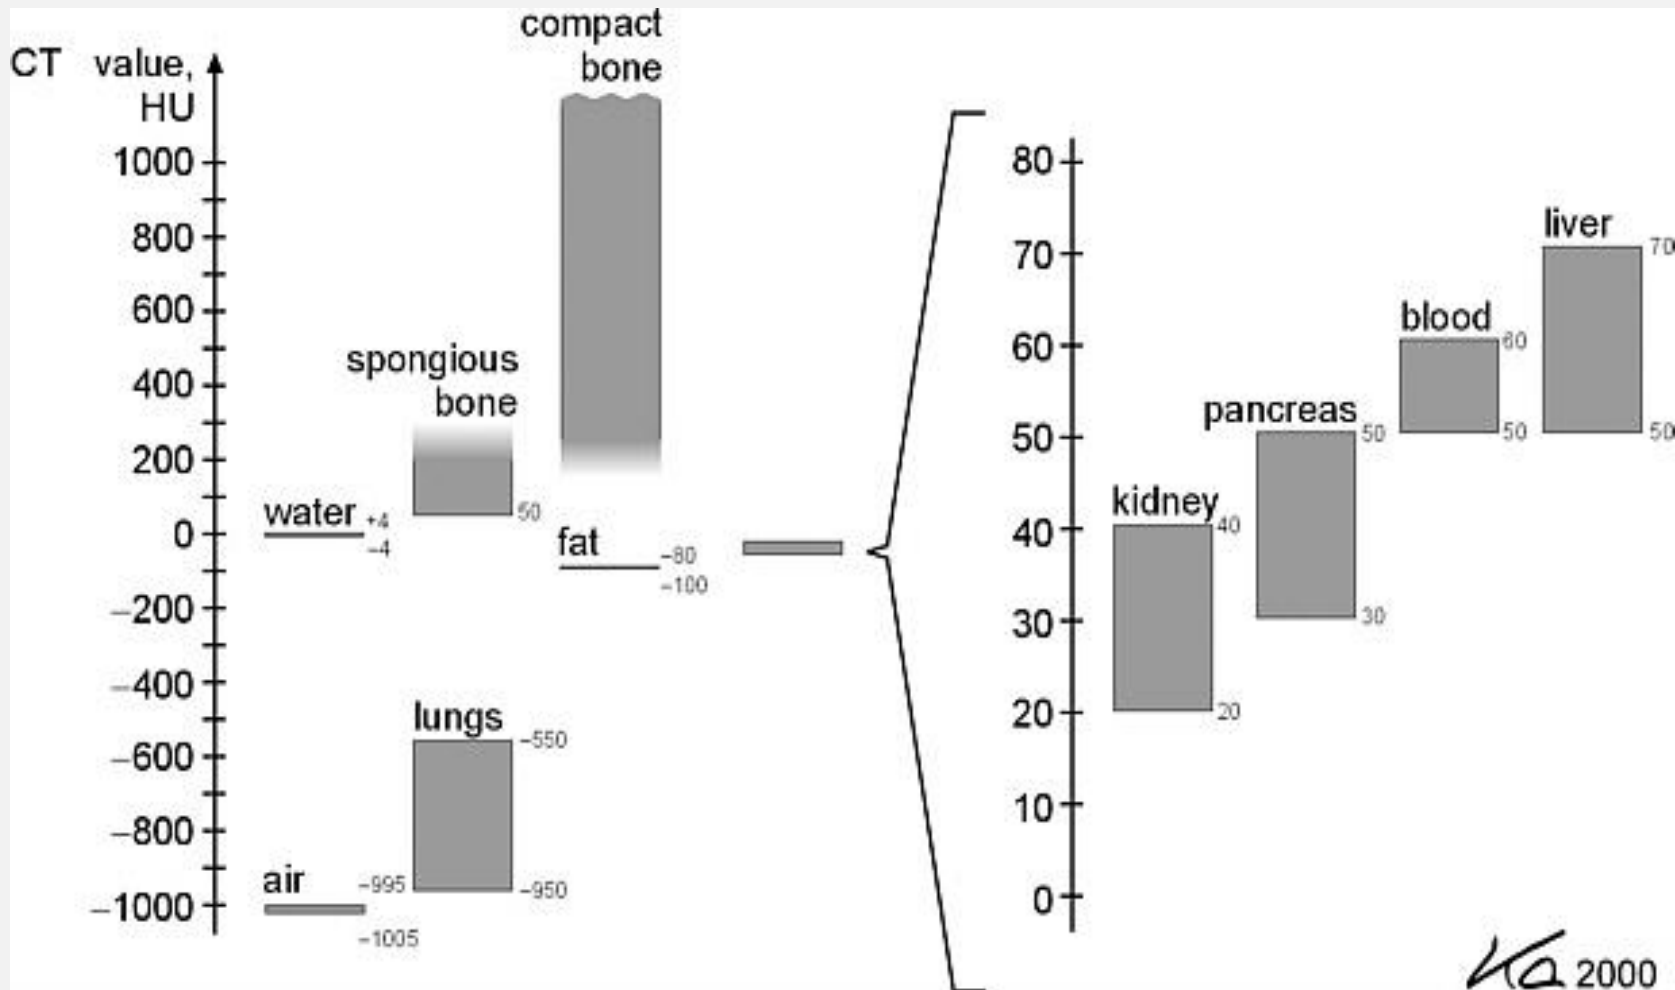 compact
bone
CT value,
HU
1000
800
600
400
200
0
–200
–400
–600
–800
–1000
spongious
bone
50
water +4
–4
fat
–80
–100
lungs
–550
–950
air
–995
–1005
80
70
60
50
40
30
20
10
0
liver
70
50
blood
60
50
pancreas
50
30
kidney
40
20
Ka 2000